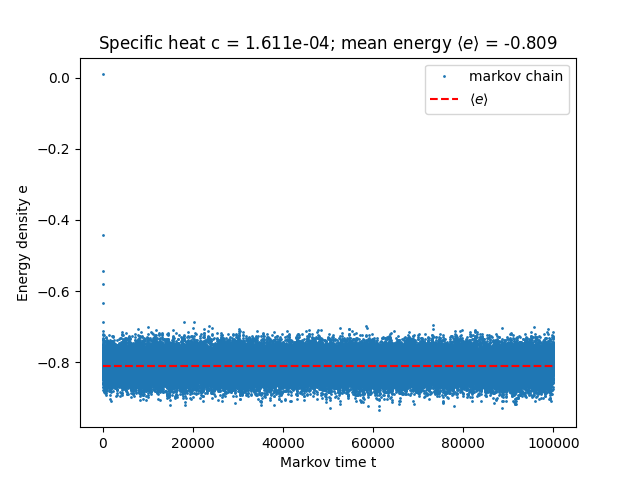 Specific heat c = 1.611e-04; mean energy ⟨e⟩ = -0.809
markov chain
⟨e⟩
Energy density e
0.0
−0.2
−0.4
−0.6
−0.8
0 20000 40000 60000 80000 100000
Markov time t